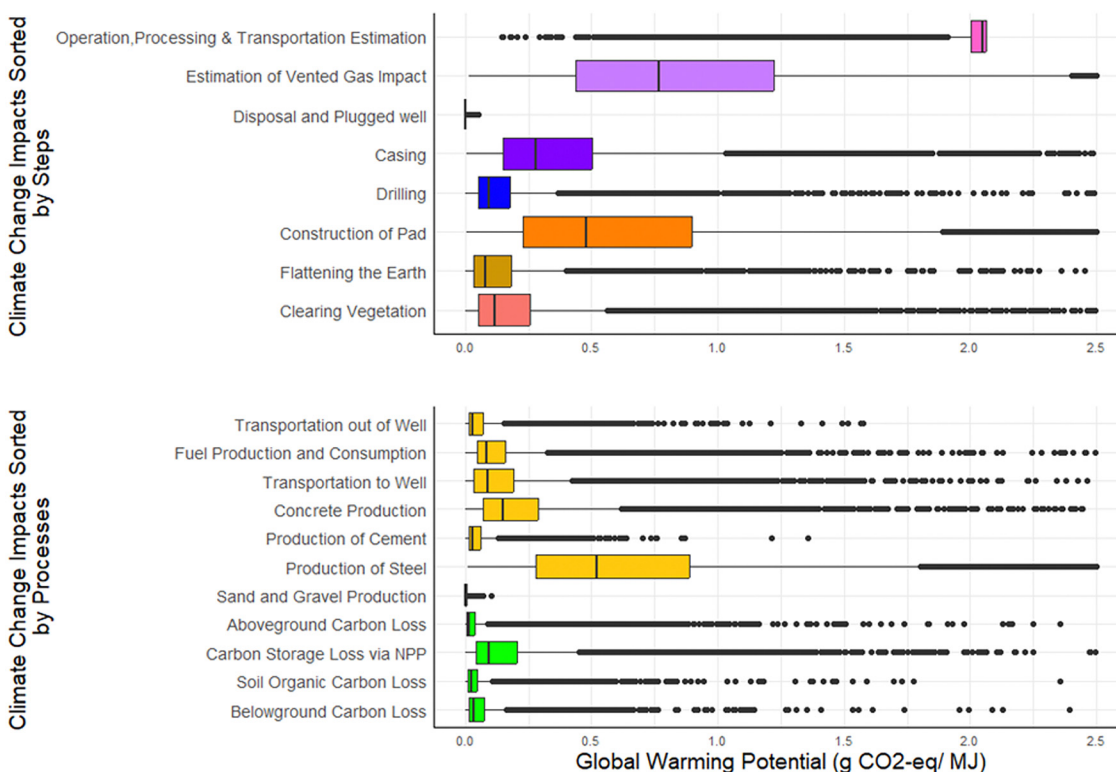 Climate Change Impacts Sorted
by Steps
Operation,Processing & Transportation Estimation
Estimation of Vented Gas Impact
Disposal and Plugged well
Casing
Drilling
Construction of Pad
Flattening the Earth
Clearing Vegetation
0.0 0.5 1.0 1.5 2.0 2.5
Climate Change Impacts Sorted
by Processes
Transportation out of Well
Fuel Production and Consumption
Transportation to Well
Concrete Production
Production of Cement
Production of Steel
Sand and Gravel Production
Aboveground Carbon Loss
Carbon Storage Loss via NPP
Soil Organic Carbon Loss
Belowground Carbon Loss
0.0 0.5 1.0 1.5 2.0 2.5
Global Warming Potential (g CO2-eq/ MJ)